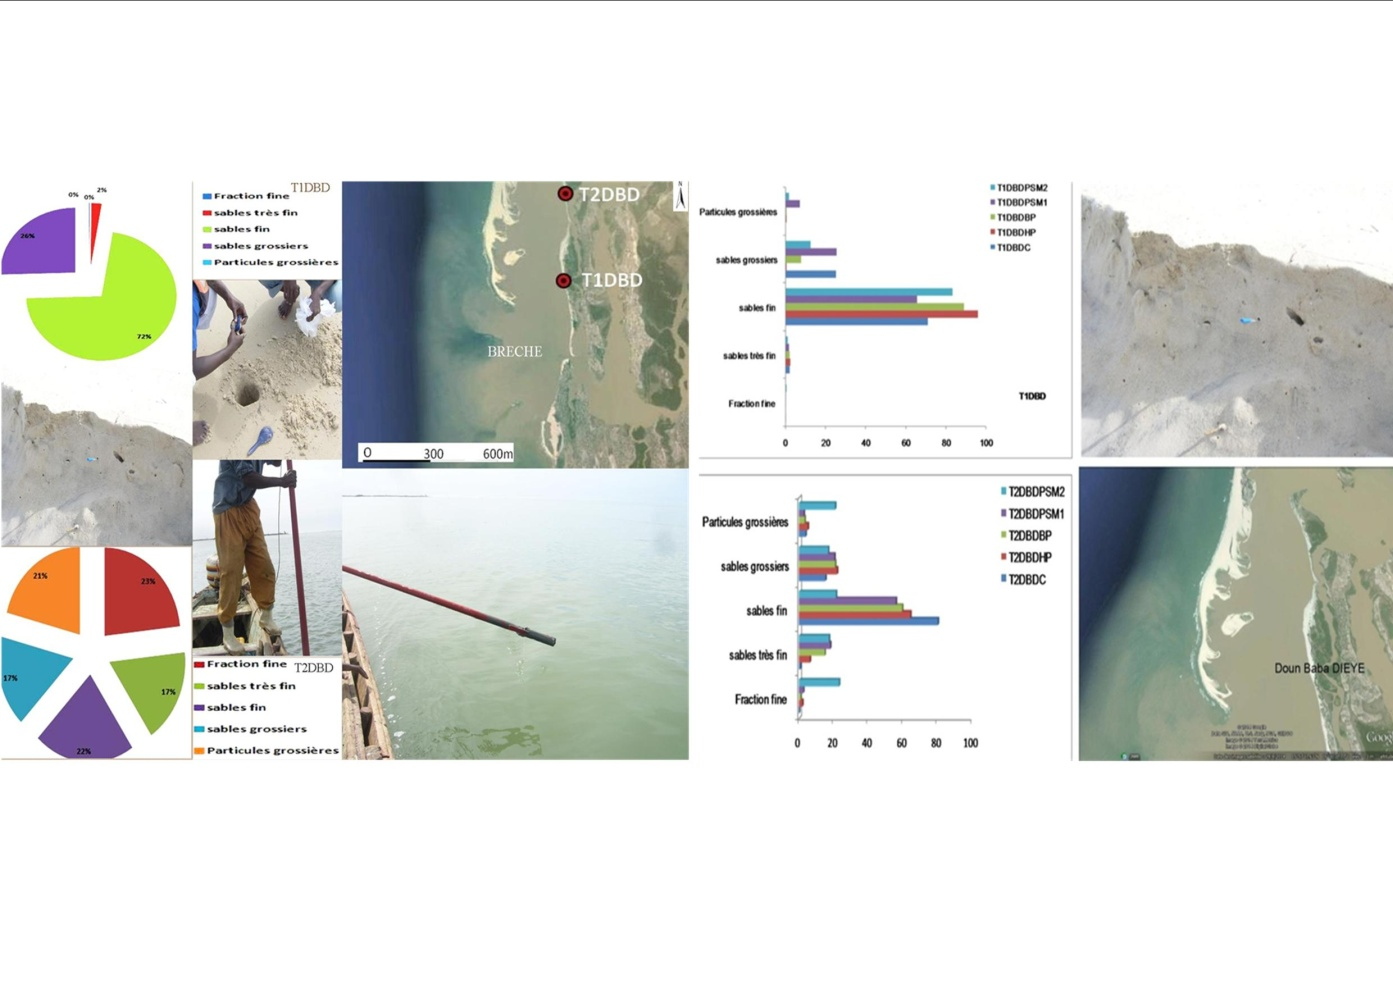 0%
0%
2%
26%
72%
T1DBD
Fraction fine
sables très fin
sables fin
sables grossiers
Particules grossières
21%
23%
17%
17%
22%
Fraction fine
T2DBD
sables très fin
sables fin
sables grossiers
Particules grossières
N
T2DBD
T1DBD
BRECHE
0 300 600m
T1DBDPSM2
T1DBDPSM1
T1DBDBP
T1DBDHP
T1DBDC
Particules grossières
sables grossiers
sables fin
sables très fin
Fraction fine
T1DBD
0 20 40 60 80 100
T2DBDPSM2
T2DBDPSM1
T2DBDBP
T2DBDHP
T2DBDC
Particules grossières
sables grossiers
sables fin
sables très fin
Fraction fine
0 20 40 60 80 100
Doun Baba DIEYE